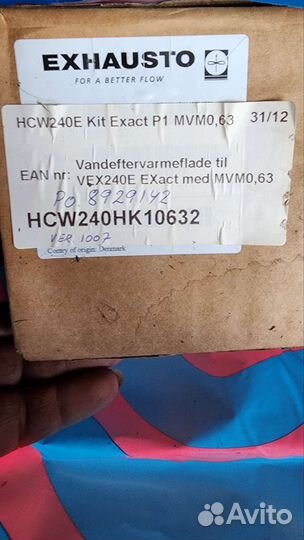 EXHAUSTO
FOR A BETTER FLOW
HCW240E Kit Exact P1 MVM0,63 31/12
Vandeftervarmeflade til
EAN nr: VEX240E EXact med MVM0,63
PO 8929142
HCW240HK10632
VER 1007
Contry of origin: Denmark
Avito